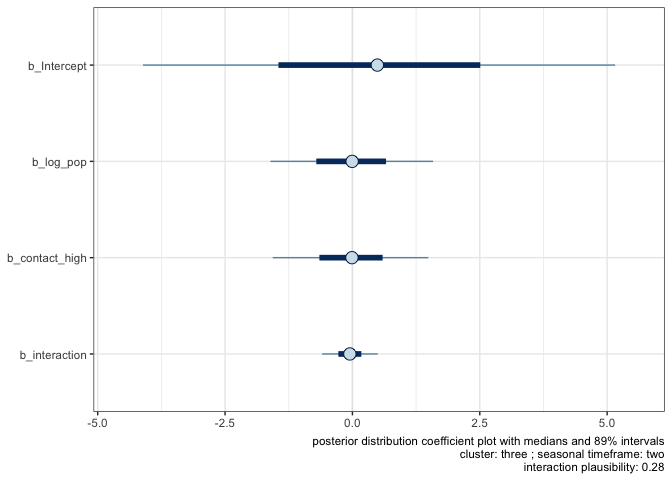 b_Intercept
b_log_pop
b_contact_high
b_interaction
-5.0 -2.5 0.0 2.5 5.0
posterior distribution coefficient plot with medians and 89% intervals
cluster: three ; seasonal timeframe: two
interaction plausibility: 0.28